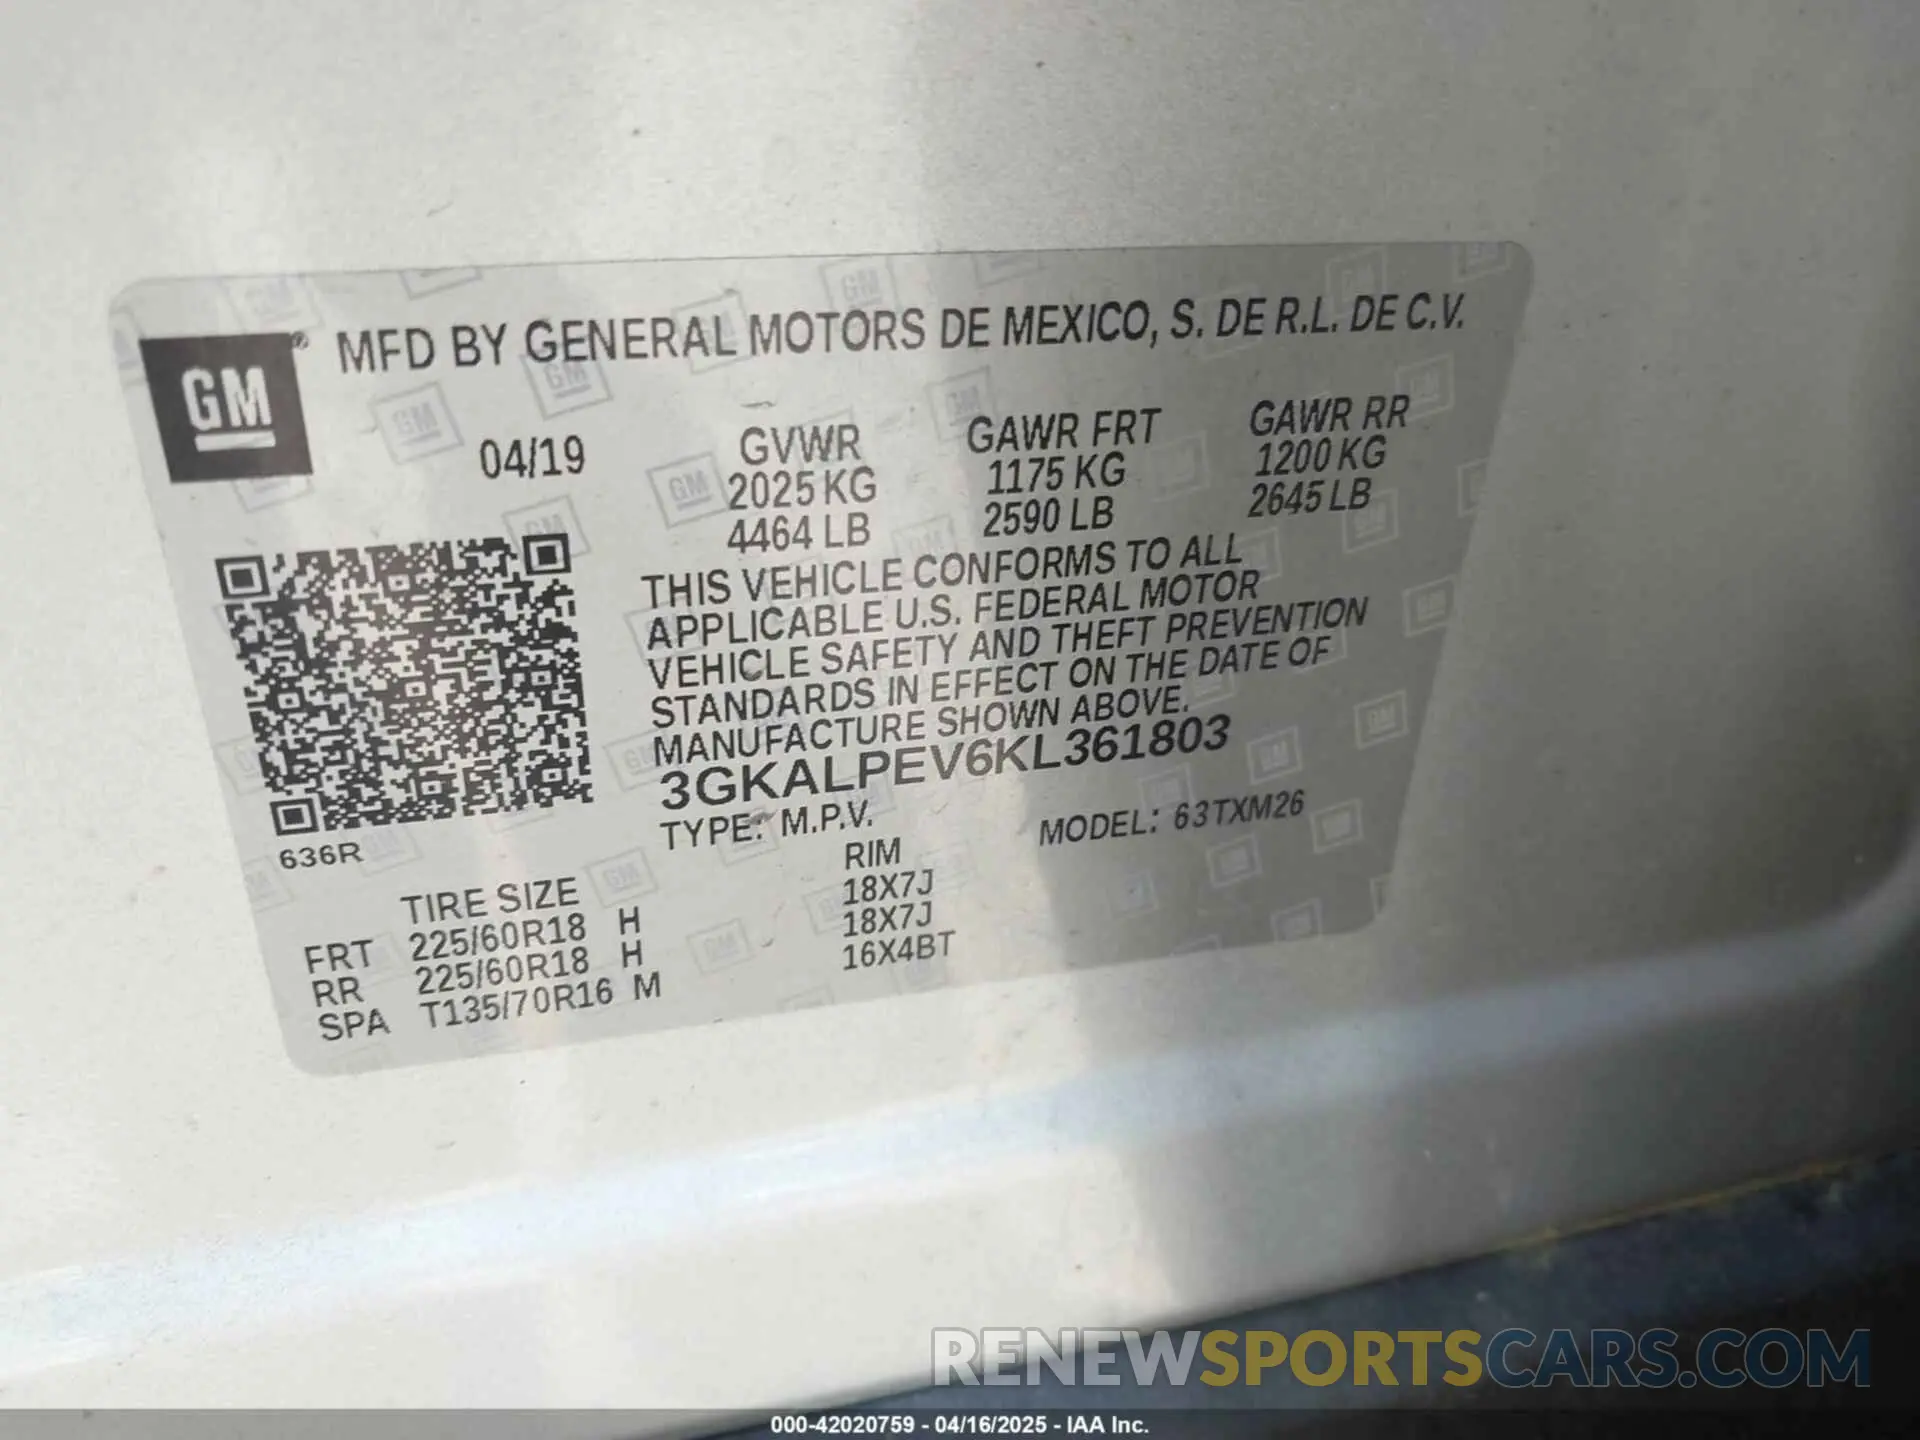 GM ® MFD BY GENERAL MOTORS DE MEXICO, S. DE R.L. DE C.V.
04/19 GVWR GAWR FRT GAWR RR
2025 KG 1175 KG 1200 KG
4464 LB 2590 LB 2645 LB
THIS VEHICLE CONFORMS TO ALL
APPLICABLE U.S. FEDERAL MOTOR
VEHICLE SAFETY AND THEFT PREVENTION
STANDARDS IN EFFECT ON THE DATE OF
MANUFACTURE SHOWN ABOVE.
3GKALPEV6KL361803
TYPE: M.P.V. MODEL: 63TXM26
636R
TIRE SIZE RIM
FRT 225/60R18 H 18X7J
RR 225/60R18 H 18X7J
SPA T135/70R16 M 16X4BT
RENEWSPORTSCARS.COM
000-42020759 - 04/16/2025 - IAA Inc.